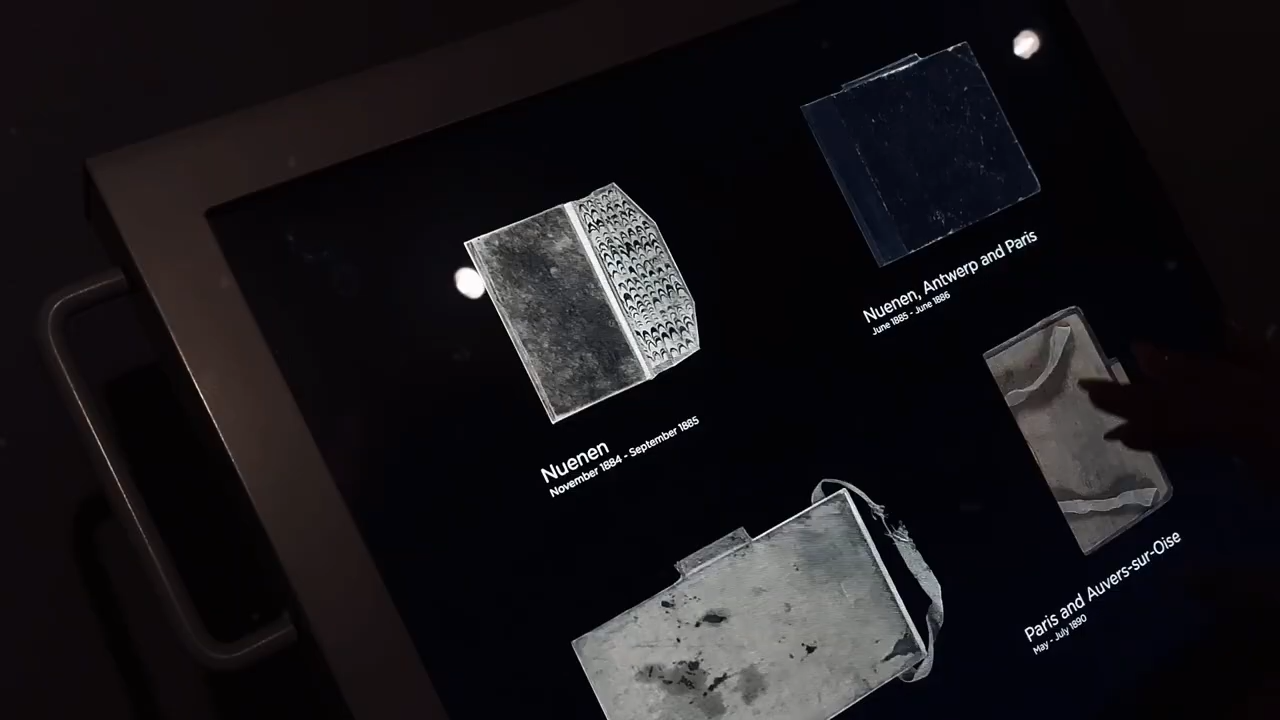 Nuenen, Antwerp and Paris
June 1885 - June 1886
Nuenen
November 1884 - September 1885
Paris and Auvers-sur-Oise
May - July 1890